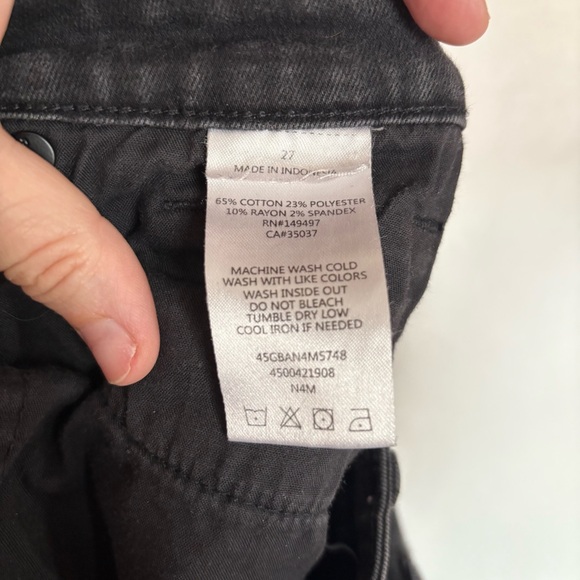 27
MADE IN INDONESIA
65% COTTON 23% POLYESTER
10% RAYON 2% SPANDEX
RN#149497
CA#35037
MACHINE WASH COLD
WASH WITH LIKE COLORS
WASH INSIDE OUT
DO NOT BLEACH
TUMBLE DRY LOW
COOL IRON IF NEEDED
45GBAN4M5748
4500421908
N4M